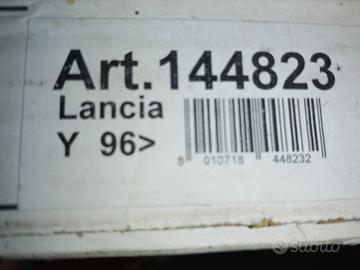 Art.144823
Lancia
Y 96>
8 010718 448232
subito